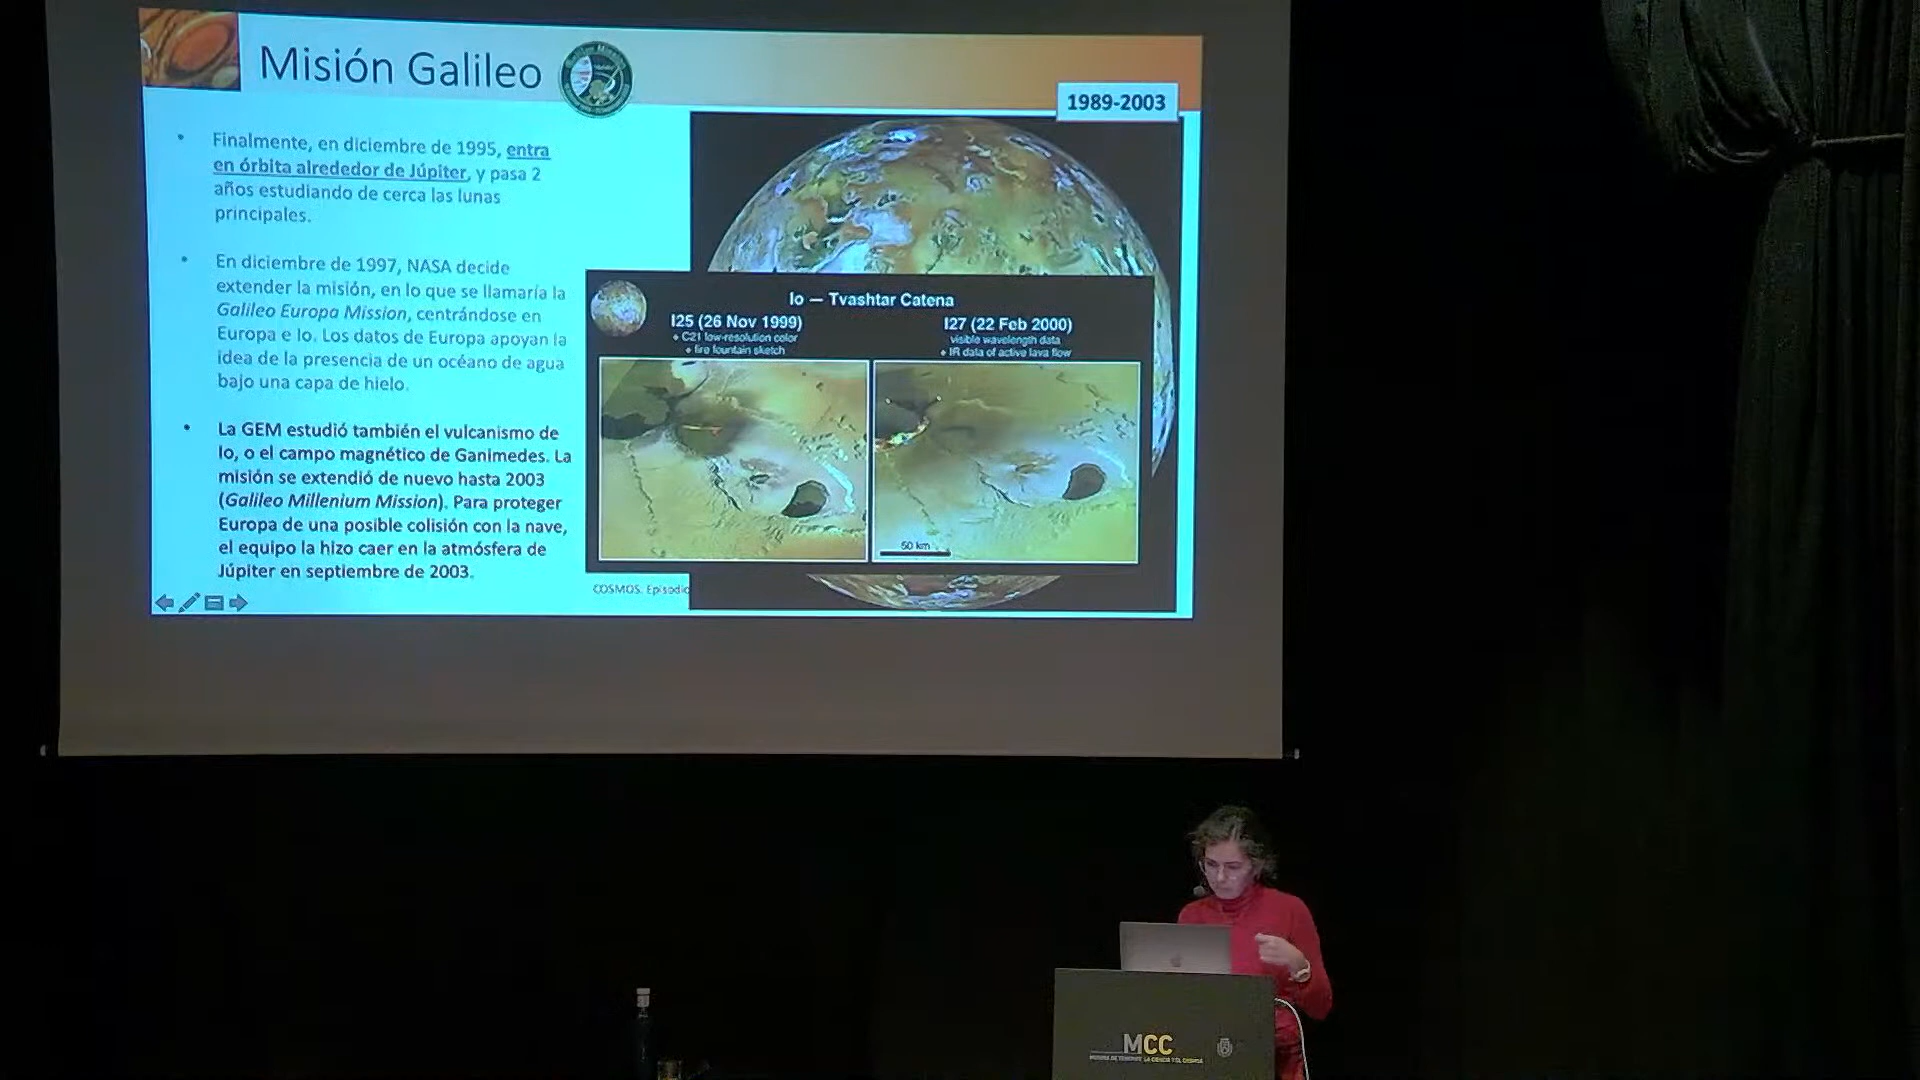 Misión Galileo
1989-2003
• Finalmente, en diciembre de 1995, entra
en órbita alrededor de Júpiter, y pasa 2
años estudiando de cerca las lunas
principales.
• En diciembre de 1997, NASA decide
extender la misión, en lo que se llamaría la
Galileo Europa Mission, centrándose en
Europa e Io. Los datos de Europa apoyan la
idea de la presencia de un océano de agua
bajo una capa de hielo.
• La GEM estudió también el vulcanismo de
Io, o el campo magnético de Ganimedes. La
misión se extendió de nuevo hasta 2003
(Galileo Millenium Mission). Para proteger
Europa de una posible colisión con la nave,
el equipo la hizo caer en la atmósfera de
Júpiter en septiembre de 2003.
Io — Tvashtar Catena
I25 (26 Nov 1999)
+ C21 low-resolution color
+ fire fountain sketch
I27 (22 Feb 2000)
visible wavelength data
+ IR data of active lava flow
50 km
COSMOS. Episodio
MCC
MUSEOS DE TENERIFE LA CIENCIA Y EL COSMOS